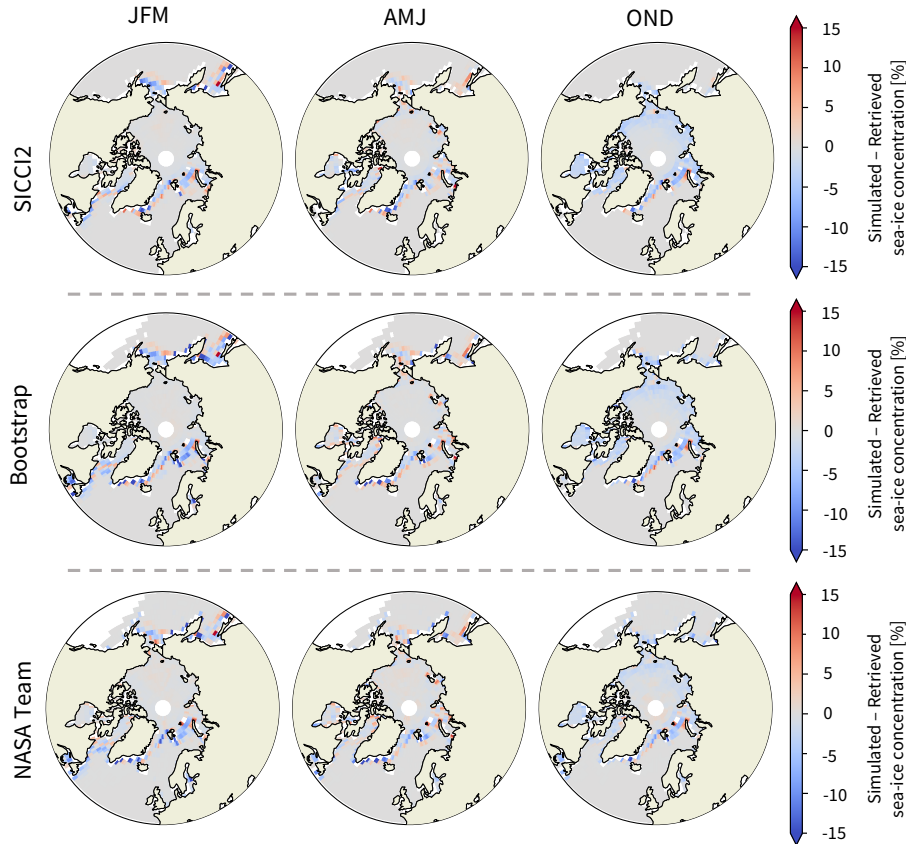 JFM AMJ OND
SICCI2
15
10
5
0
-5
-10
-15
Simulated – Retrieved
sea-ice concentration [%]
Bootstrap
15
10
5
0
-5
-10
-15
Simulated – Retrieved
sea-ice concentration [%]
NASA Team
15
10
5
0
-5
-10
-15
Simulated – Retrieved
sea-ice concentration [%]